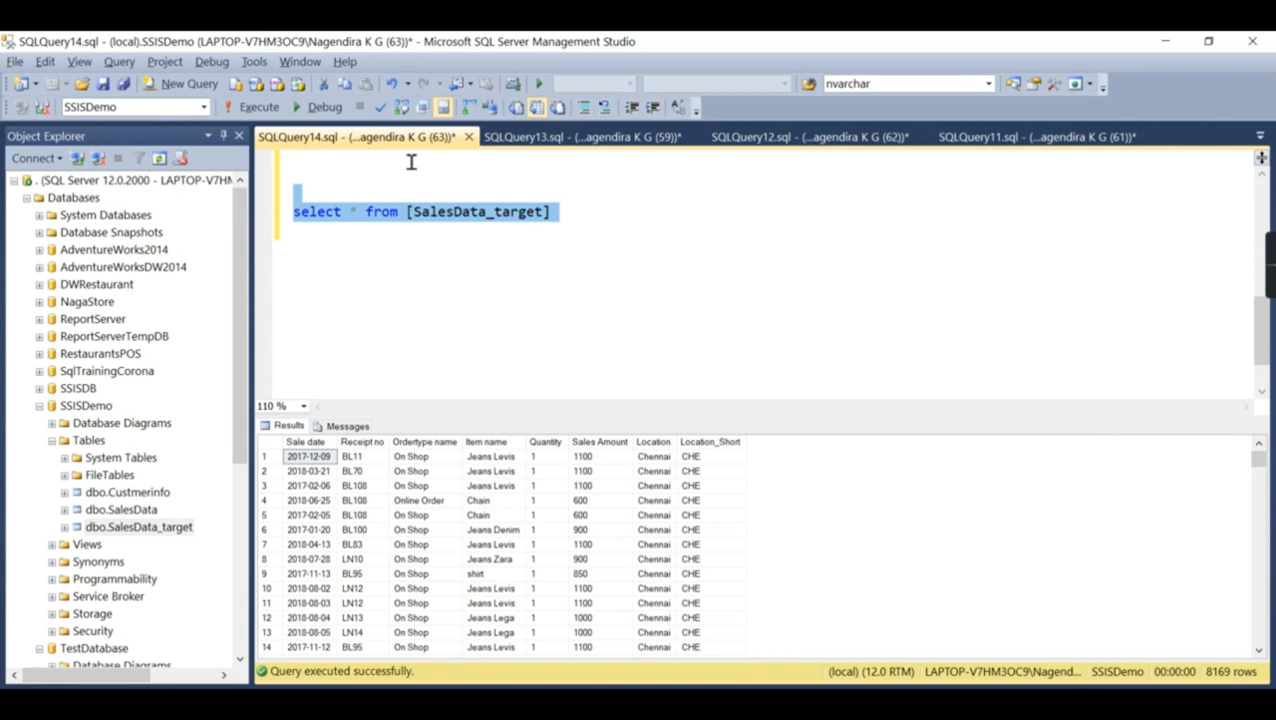 SQLQuery14.sql - (local).SSISDemo (LAPTOP-V7HM3OC9\Nagendira K G (63))* - Microsoft SQL Server Management Studio
File Edit View Query Project Debug Tools Window Help
New Query nvarchar
SSISDemo Execute Debug
Object Explorer
Connect
. (SQL Server 12.0.2000 - LAPTOP-V7HM
Databases
System Databases
Database Snapshots
AdventureWorks2014
AdventureWorksDW2014
DWRestaurant
NagaStore
ReportServer
ReportServerTempDB
RestaurantsPOS
SqlTrainingCorona
SSISDB
SSISDemo
Database Diagrams
Tables
System Tables
FileTables
dbo.Custmerinfo
dbo.SalesData
dbo.SalesData_target
Views
Synonyms
Programmability
Service Broker
Storage
Security
TestDatabase
Database Diagrams
SQLQuery14.sql - (...agendira K G (63))* SQLQuery13.sql - (...agendira K G (59))* SQLQuery12.sql - (...agendira K G (62))* SQLQuery11.sql - (...agendira K G (61))*
select * from [SalesData_target]
110 %
Results Messages
Sale date Receipt no Ordertype name Item name Quantity Sales Amount Location Location_Short
1 2017-12-09 BL11 On Shop Jeans Levis 1 1100 Chennai CHE
2 2018-03-21 BL70 On Shop Jeans Levis 1 1100 Chennai CHE
3 2017-02-06 BL108 On Shop Jeans Levis 1 1100 Chennai CHE
4 2018-06-25 BL108 Online Order Chain 1 600 Chennai CHE
5 2017-02-05 BL108 On Shop Chain 1 600 Chennai CHE
6 2017-01-20 BL100 On Shop Jeans Denim 1 900 Chennai CHE
7 2018-04-13 BL83 On Shop Jeans Levis 1 1100 Chennai CHE
8 2018-07-28 LN10 On Shop Jeans Zara 1 900 Chennai CHE
9 2017-11-13 BL95 On Shop shirt 1 850 Chennai CHE
10 2018-08-02 LN12 On Shop Jeans Levis 1 1100 Chennai CHE
11 2018-08-03 LN12 On Shop Jeans Levis 1 1100 Chennai CHE
12 2018-08-04 LN13 On Shop Jeans Lega 1 1000 Chennai CHE
13 2018-08-05 LN14 On Shop Jeans Lega 1 1000 Chennai CHE
14 2017-11-12 BL95 On Shop Jeans Levis 1 1100 Chennai CHE
Query executed successfully. (local) (12.0 RTM) LAPTOP-V7HM3OC9\Nagend... SSISDemo 00:00:00 8169 rows